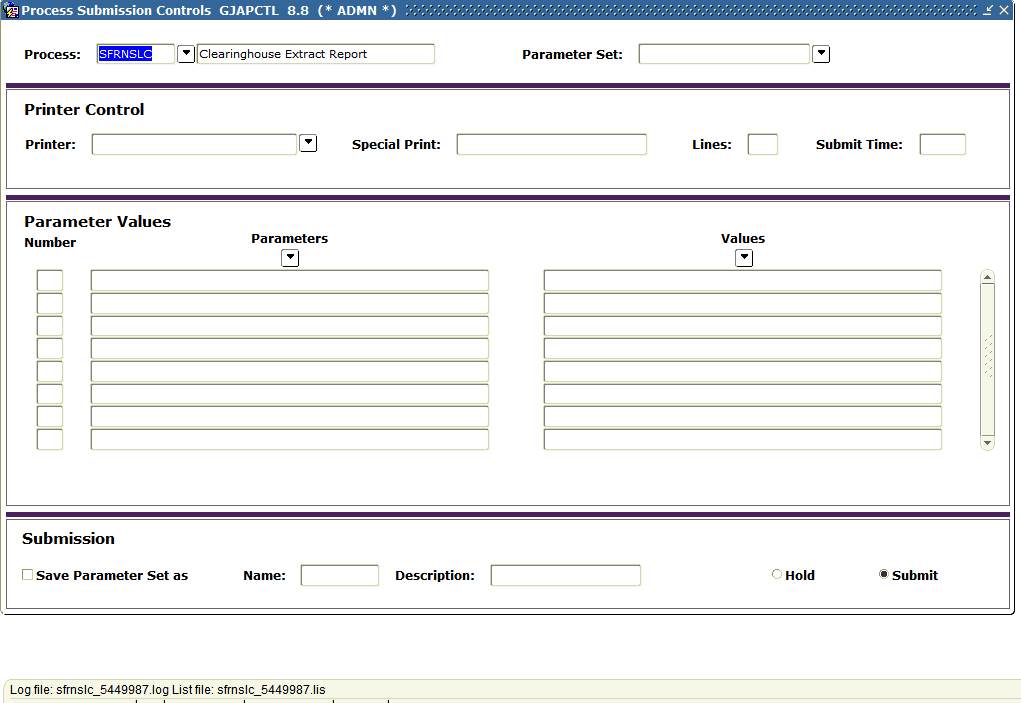 Process Submission Controls GJAPCTL 8.8 (* ADMN *)
Process: SFRNSLC Clearinghouse Extract Report Parameter Set:
Printer Control
Printer: Special Print: Lines: Submit Time:
Parameter Values
Number Parameters Values
Submission
Save Parameter Set as Name: Description: Hold Submit
Log file: sfrnslc_5449987.log List file: sfrnslc_5449987.lis